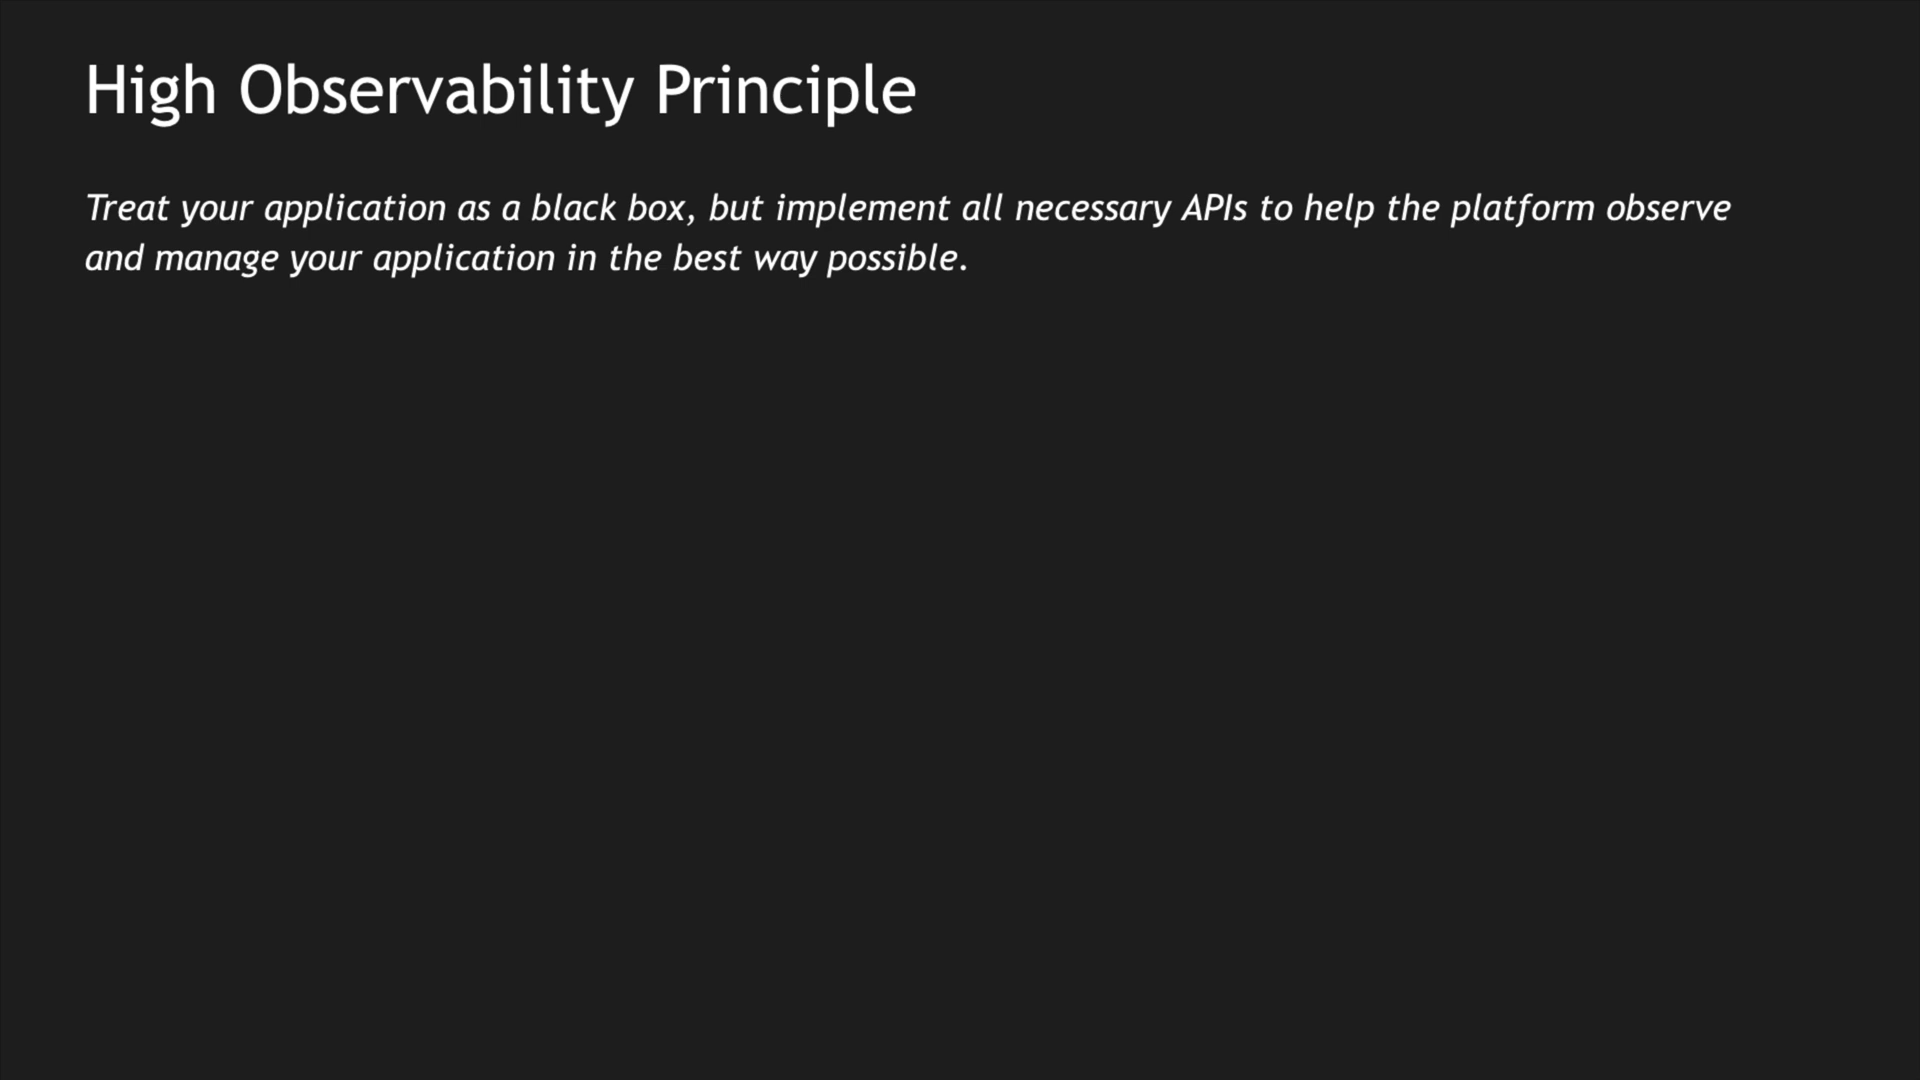 High Observability Principle
Treat your application as a black box, but implement all necessary APIs to help the platform observe
and manage your application in the best way possible.